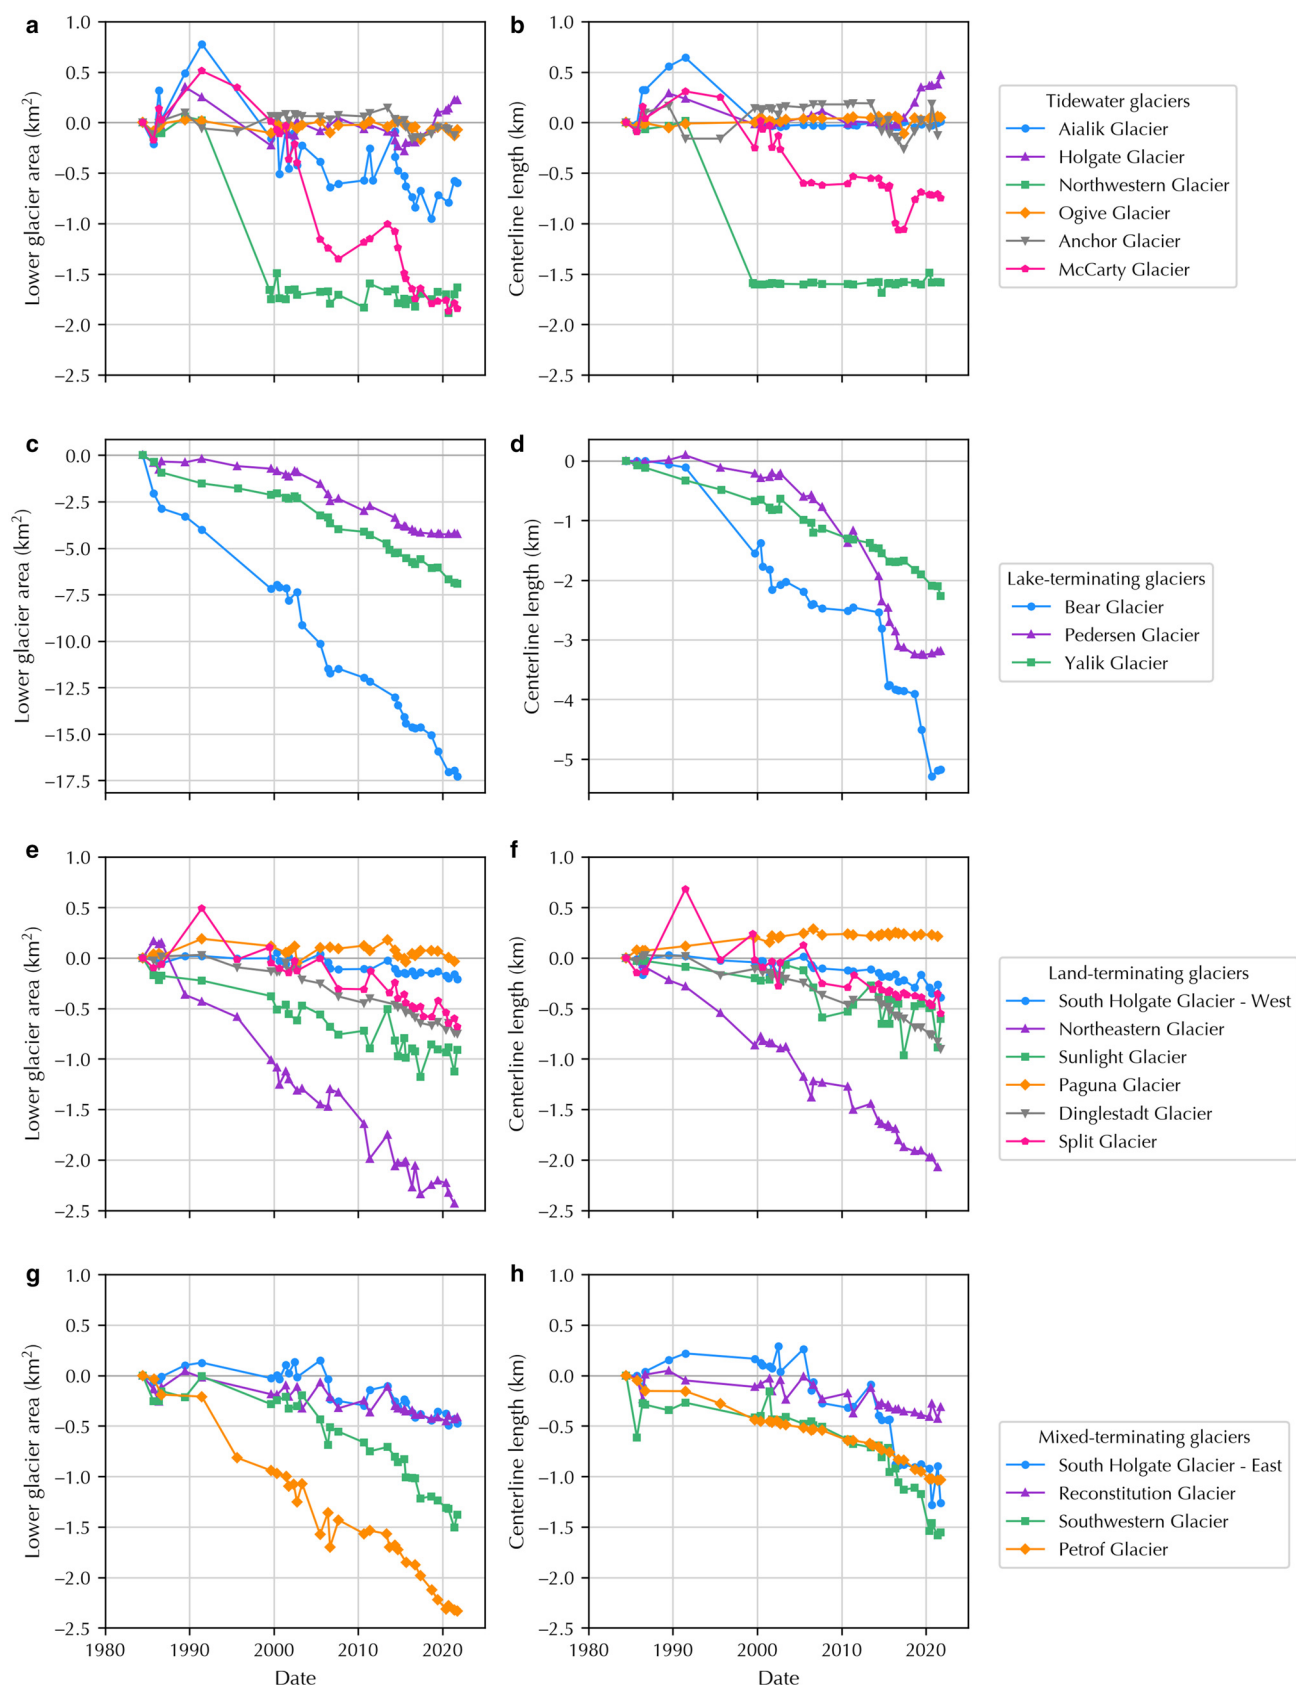 a
Lower glacier area (km²)
1.0
0.5
0.0
−0.5
−1.0
−1.5
−2.0
−2.5
b
Centerline length (km)
1.0
0.5
0.0
−0.5
−1.0
−1.5
−2.0
−2.5
Tidewater glaciers
Aialik Glacier
Holgate Glacier
Northwestern Glacier
Ogive Glacier
Anchor Glacier
McCarty Glacier
c
Lower glacier area (km²)
0.0
−2.5
−5.0
−7.5
−10.0
−12.5
−15.0
−17.5
d
Centerline length (km)
0
−1
−2
−3
−4
−5
Lake-terminating glaciers
Bear Glacier
Pedersen Glacier
Yalik Glacier
e
Lower glacier area (km²)
1.0
0.5
0.0
−0.5
−1.0
−1.5
−2.0
−2.5
f
Centerline length (km)
1.0
0.5
0.0
−0.5
−1.0
−1.5
−2.0
−2.5
Land-terminating glaciers
South Holgate Glacier - West
Northeastern Glacier
Sunlight Glacier
Paguna Glacier
Dinglestadt Glacier
Split Glacier
g
Lower glacier area (km²)
1.0
0.5
0.0
−0.5
−1.0
−1.5
−2.0
−2.5
1980 1990 2000 2010 2020
Date
h
Centerline length (km)
1.0
0.5
0.0
−0.5
−1.0
−1.5
−2.0
−2.5
1980 1990 2000 2010 2020
Date
Mixed-terminating glaciers
South Holgate Glacier - East
Reconstitution Glacier
Southwestern Glacier
Petrof Glacier